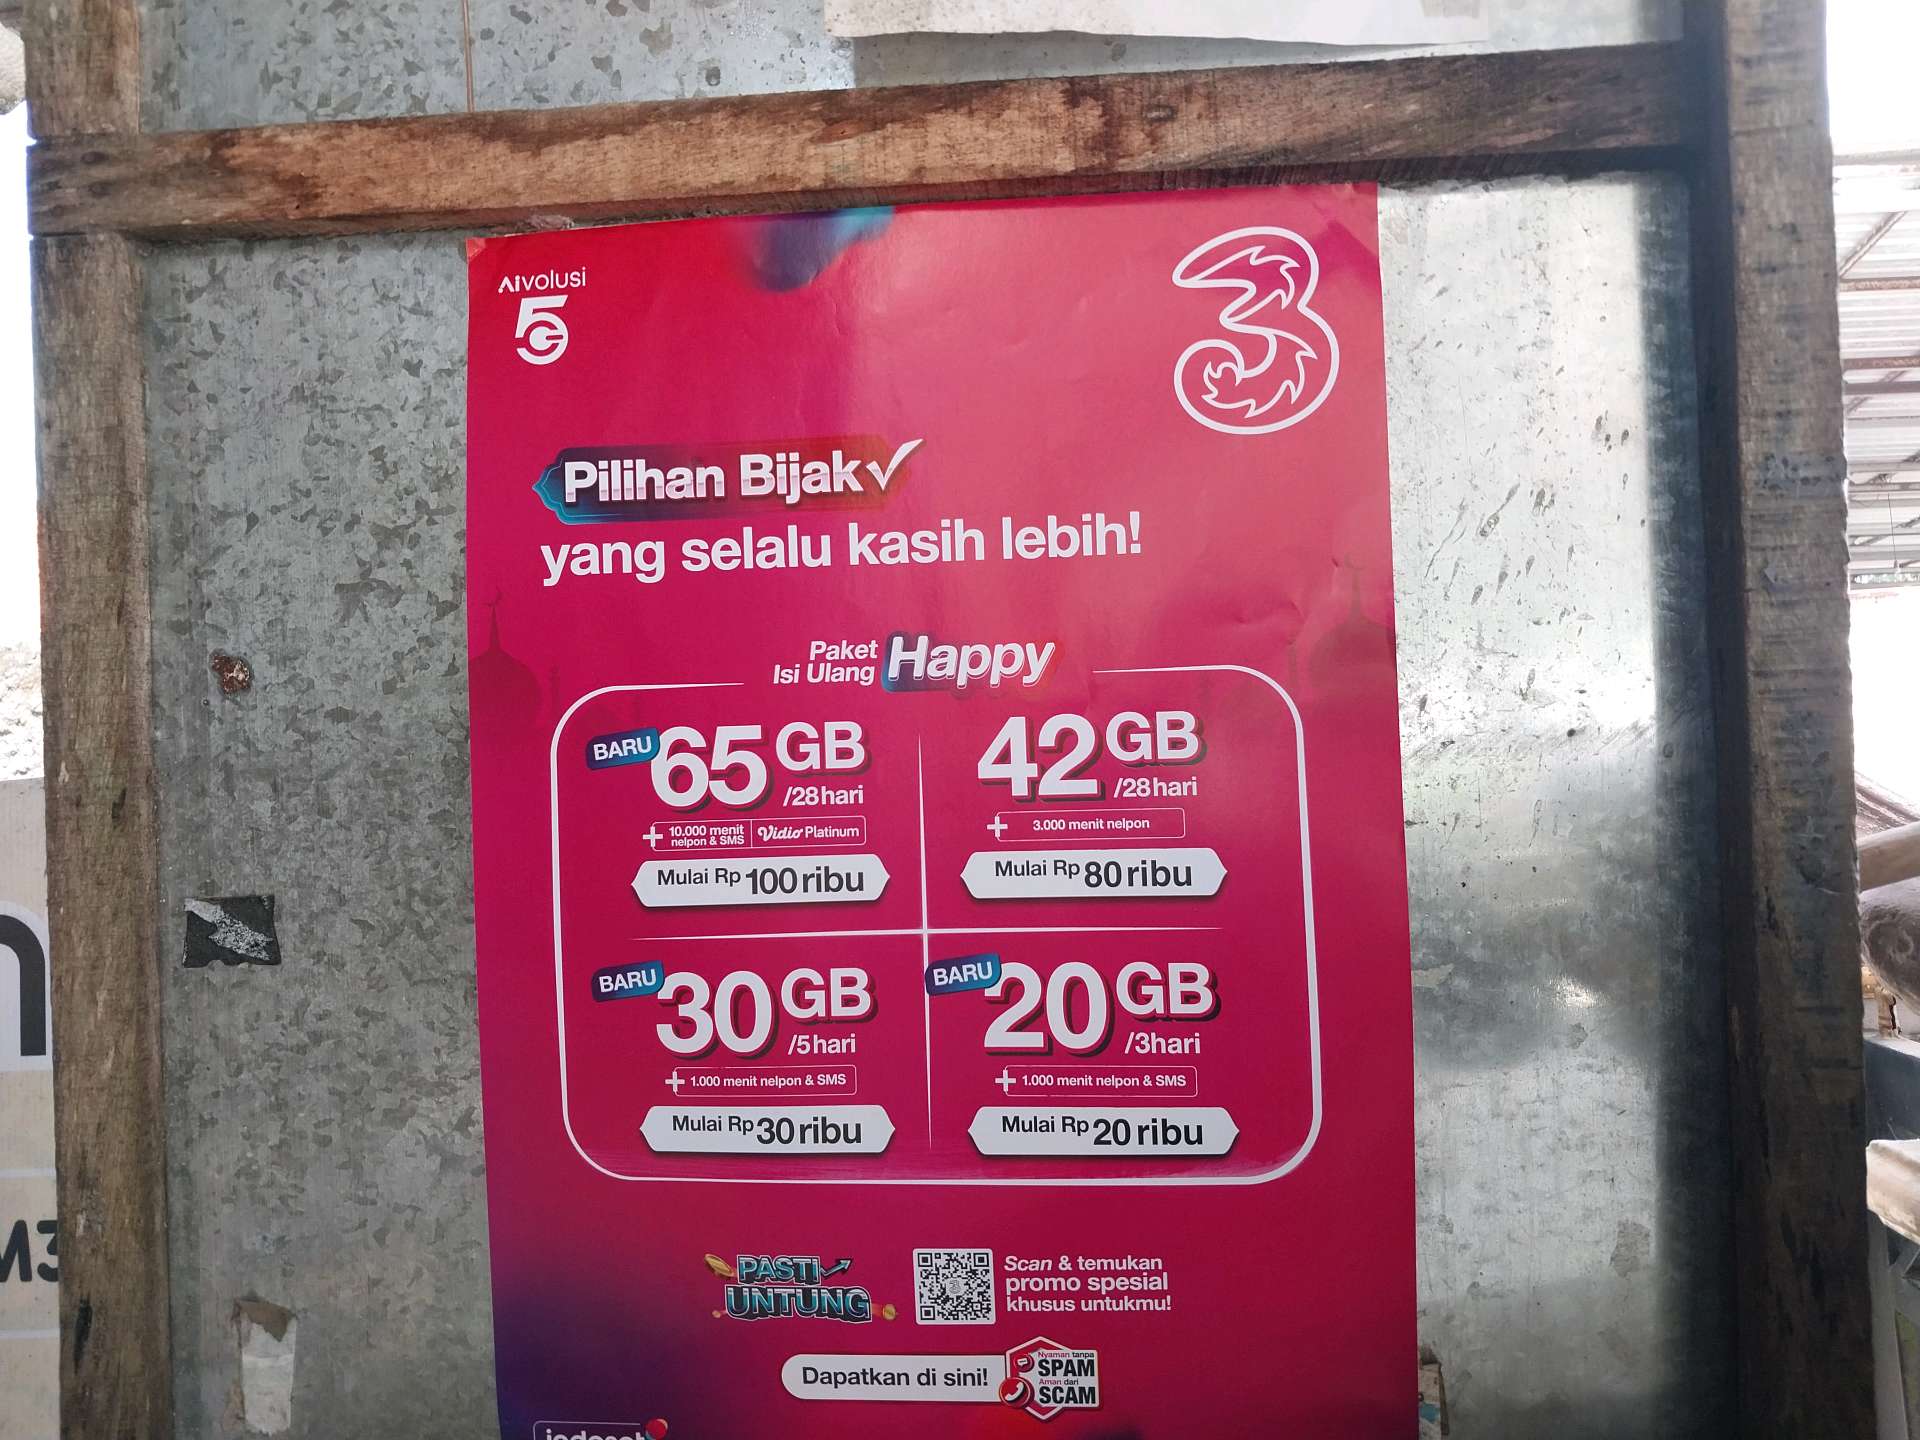 AIVOLUSI
5G
3
Pilihan Bijak
yang selalu kasih lebih!
Paket
Isi Ulang Happy
BARU 65 GB
/28hari
+ 10.000 menit
nelpon & SMS
Vidio Platinum
Mulai Rp 100 ribu
42 GB
/28hari
+ 3.000 menit nelpon
Mulai Rp 80 ribu
BARU 30 GB
/5hari
+ 1.000 menit nelpon & SMS
Mulai Rp 30 ribu
BARU 20 GB
/3hari
+ 1.000 menit nelpon & SMS
Mulai Rp 20 ribu
PASTI
UNTUNG
Scan & temukan
promo spesial
khusus untukmu!
Dapatkan di sini!
Nyaman tanpa
SPAM
Aman dari
SCAM
indosat
M3